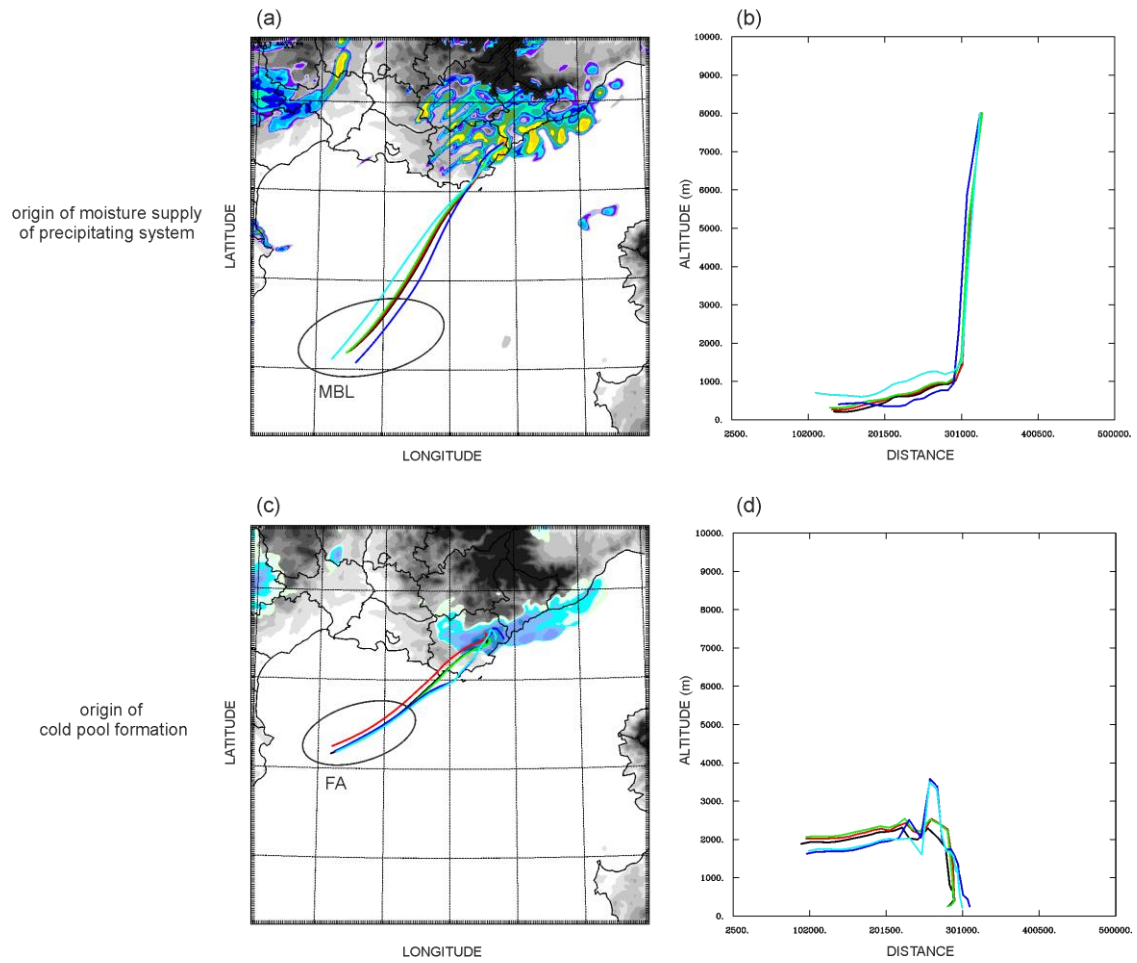 (a)
(b)
origin of moisture supply
of precipitating system
LATITUDE
MBL
LONGITUDE
ALTITUDE (m)
10000.
9000.
8000.
7000.
6000.
5000.
4000.
3000.
2000.
1000.
0.
2500. 102000. 201500. 301000. 400500. 500000.
DISTANCE
(c)
(d)
origin of
cold pool formation
LATITUDE
FA
LONGITUDE
ALTITUDE (m)
10000.
9000.
8000.
7000.
6000.
5000.
4000.
3000.
2000.
1000.
0.
2500. 102000. 201500. 301000. 400500. 500000.
DISTANCE